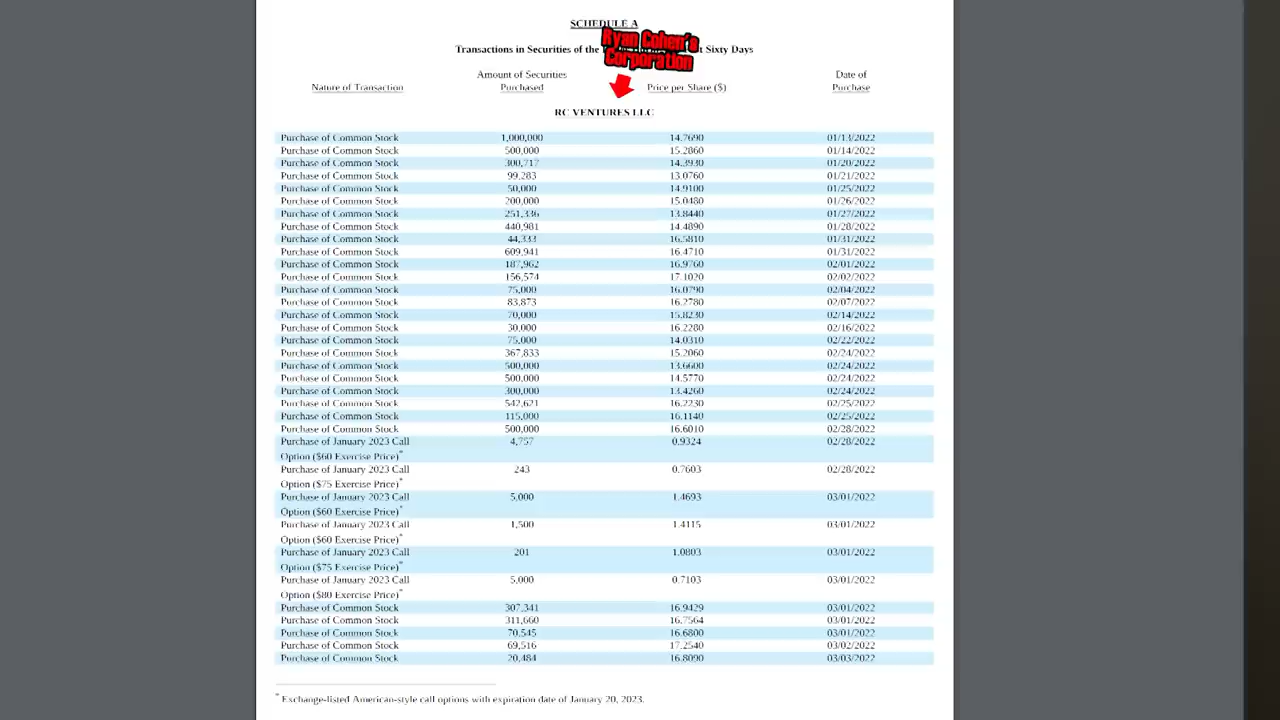 SCHEDULE A
Transactions in Securities of the t Sixty Days
Ryan Cohen's
Corporation
Amount of Securities Date of
Nature of Transaction Purchased Price per Share ($) Purchase
RC VENTURES LLC
Purchase of Common Stock 1,000,000 14.7690 01/13/2022
Purchase of Common Stock 500,000 15.2860 01/14/2022
Purchase of Common Stock 300,717 14.3930 01/20/2022
Purchase of Common Stock 99,283 13.0760 01/21/2022
Purchase of Common Stock 50,000 14.9100 01/25/2022
Purchase of Common Stock 200,000 15.0480 01/26/2022
Purchase of Common Stock 251,336 13.8440 01/27/2022
Purchase of Common Stock 440,981 14.4890 01/28/2022
Purchase of Common Stock 44,333 16.5810 01/31/2022
Purchase of Common Stock 609,941 16.4710 01/31/2022
Purchase of Common Stock 187,962 16.9760 02/01/2022
Purchase of Common Stock 156,574 17.1020 02/02/2022
Purchase of Common Stock 75,000 16.0790 02/04/2022
Purchase of Common Stock 83,873 16.2780 02/07/2022
Purchase of Common Stock 70,000 15.8230 02/14/2022
Purchase of Common Stock 30,000 16.2280 02/16/2022
Purchase of Common Stock 75,000 14.0310 02/22/2022
Purchase of Common Stock 367,833 15.2060 02/24/2022
Purchase of Common Stock 500,000 13.6600 02/24/2022
Purchase of Common Stock 500,000 14.5770 02/24/2022
Purchase of Common Stock 300,000 13.4260 02/24/2022
Purchase of Common Stock 542,621 16.2230 02/25/2022
Purchase of Common Stock 115,000 16.1140 02/25/2022
Purchase of Common Stock 500,000 16.6010 02/28/2022
Purchase of January 2023 Call 4,757 0.9324 02/28/2022
Option ($60 Exercise Price)*
Purchase of January 2023 Call 243 0.7603 02/28/2022
Option ($75 Exercise Price)*
Purchase of January 2023 Call 5,000 1.4693 03/01/2022
Option ($60 Exercise Price)*
Purchase of January 2023 Call 1,500 1.4115 03/01/2022
Option ($60 Exercise Price)*
Purchase of January 2023 Call 201 1.0803 03/01/2022
Option ($75 Exercise Price)*
Purchase of January 2023 Call 5,000 0.7103 03/01/2022
Option ($80 Exercise Price)*
Purchase of Common Stock 307,341 16.9429 03/01/2022
Purchase of Common Stock 311,660 16.7564 03/01/2022
Purchase of Common Stock 70,545 16.6800 03/01/2022
Purchase of Common Stock 69,516 17.2540 03/02/2022
Purchase of Common Stock 20,484 16.8090 03/03/2022
* Exchange-listed American-style call options with expiration date of January 20, 2023.